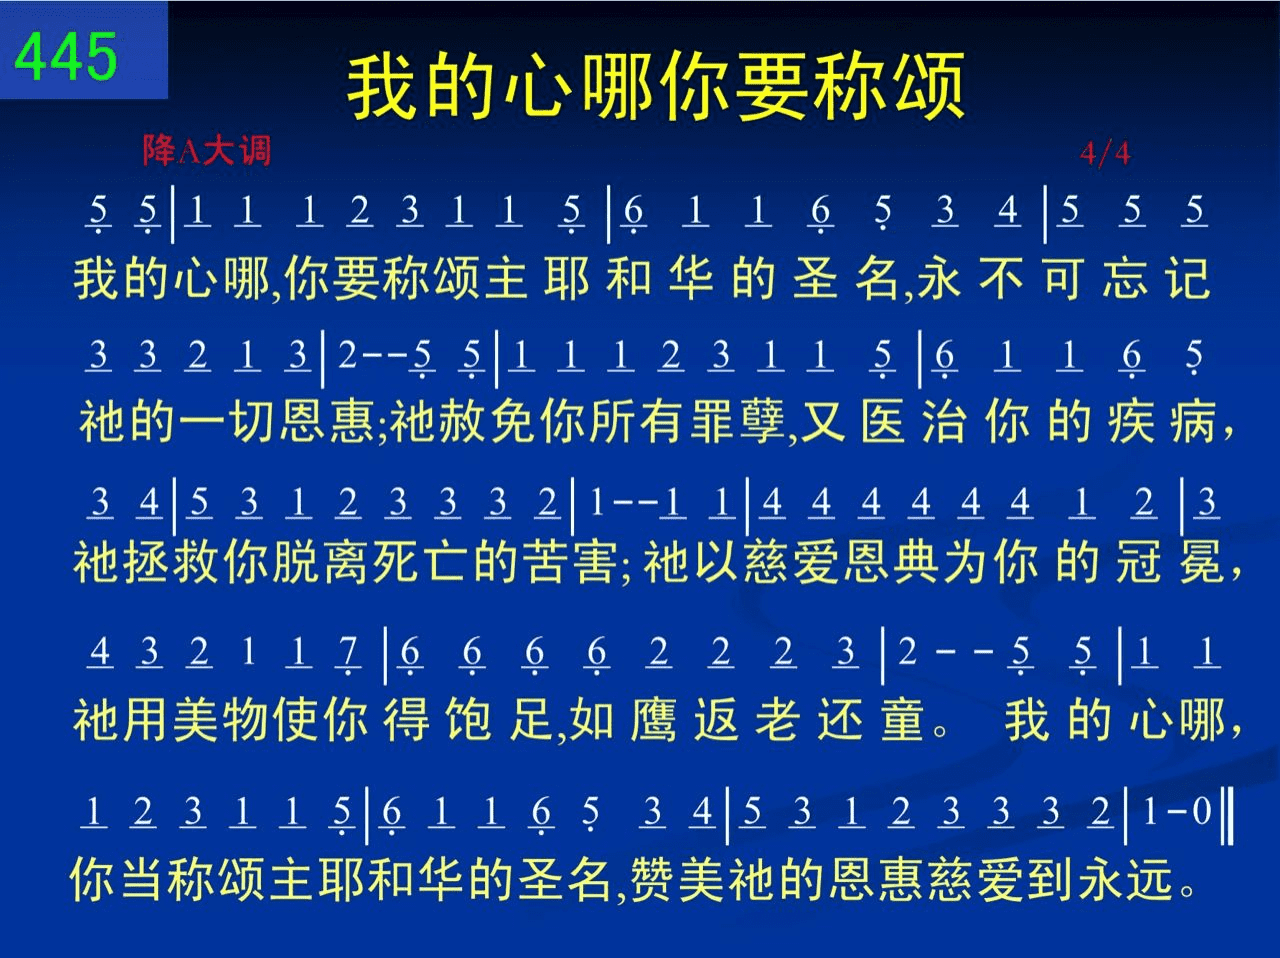 445
我的心哪你要称颂
降A大调 4/4
5 5|1 1 1 2 3 1 1 5|6 1 1 6 5 3 4|5 5 5
我的心哪,你要称颂主耶和华的圣名,永不可忘记
3 3 2 1 3|2--5 5|1 1 1 2 3 1 1 5|6 1 1 6 5
祂的一切恩惠;祂赦免你所有罪孽,又医治你的疾病,
3 4|5 3 1 2 3 3 3 2|1--1 1|4 4 4 4 4 4 1 2|3
祂拯救你脱离死亡的苦害;祂以慈爱恩典为你的冠冕,
4 3 2 1 1 7|6 6 6 6 2 2 2 3|2--5 5|1 1
祂用美物使你得饱足,如鹰返老还童。我的心哪,
1 2 3 1 1 5|6 1 1 6 5 3 4|5 3 1 2 3 3 3 2|1-0‖
你当称颂主耶和华的圣名,赞美祂的恩惠慈爱到永远。